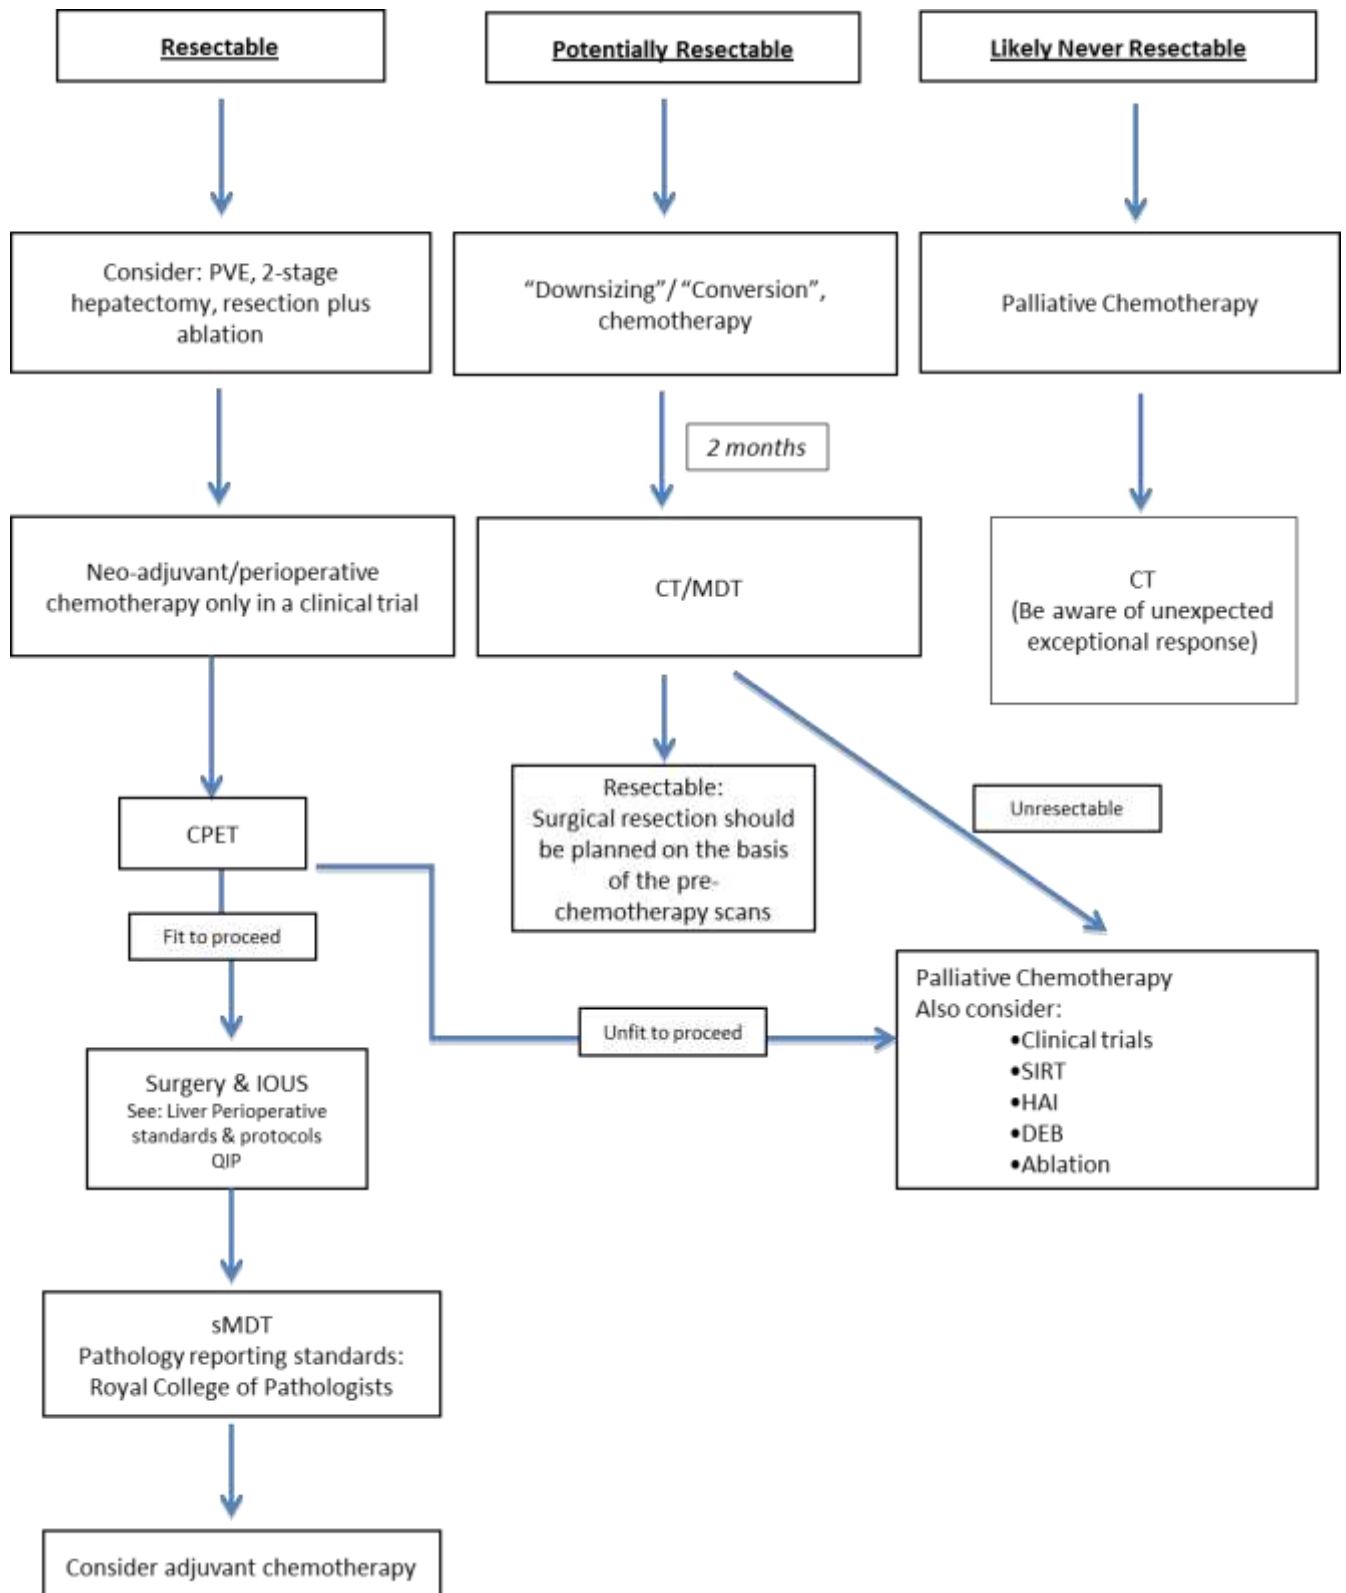 Resectable
Potentially Resectable
Likely Never Resectable
Consider: PVE, 2-stage
hepatectomy, resection plus
ablation
“Downsizing”/ “Conversion”,
chemotherapy
Palliative Chemotherapy
2 months
Neo-adjuvant/perioperative
chemotherapy only in a clinical trial
CT/MDT
CT
(Be aware of unexpected
exceptional response)
Resectable:
Surgical resection should
be planned on the basis
of the pre-
chemotherapy scans
Unresectable
CPET
Fit to proceed
Unfit to proceed
Palliative Chemotherapy
Also consider:
•Clinical trials
•SIRT
•HAI
•DEB
•Ablation
Surgery & IOUS
See: Liver Perioperative
standards & protocols
QIP
sMDT
Pathology reporting standards:
Royal College of Pathologists
Consider adjuvant chemotherapy